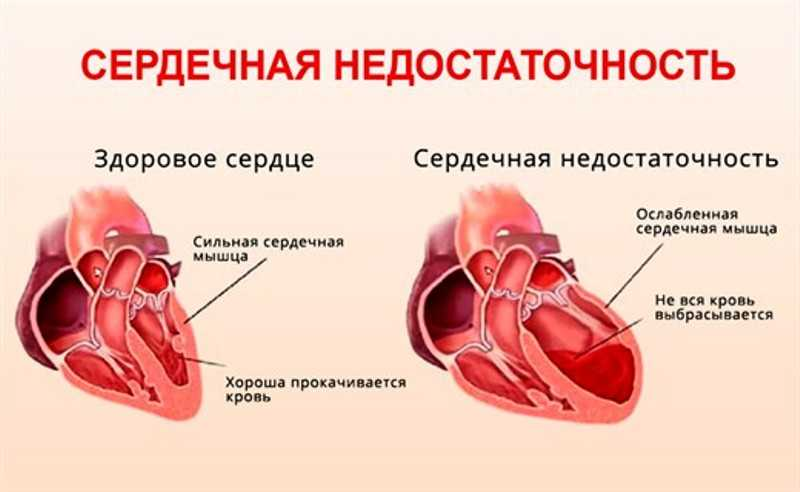 СЕРДЕЧНАЯ НЕДОСТАТОЧНОСТЬ
Здоровое сердце
Сильная сердечная
мышца
Хороша прокачивается
кровь
Сердечная недостаточность
Ослабленная
сердечная мышца
Не вся кровь
выбрасывается